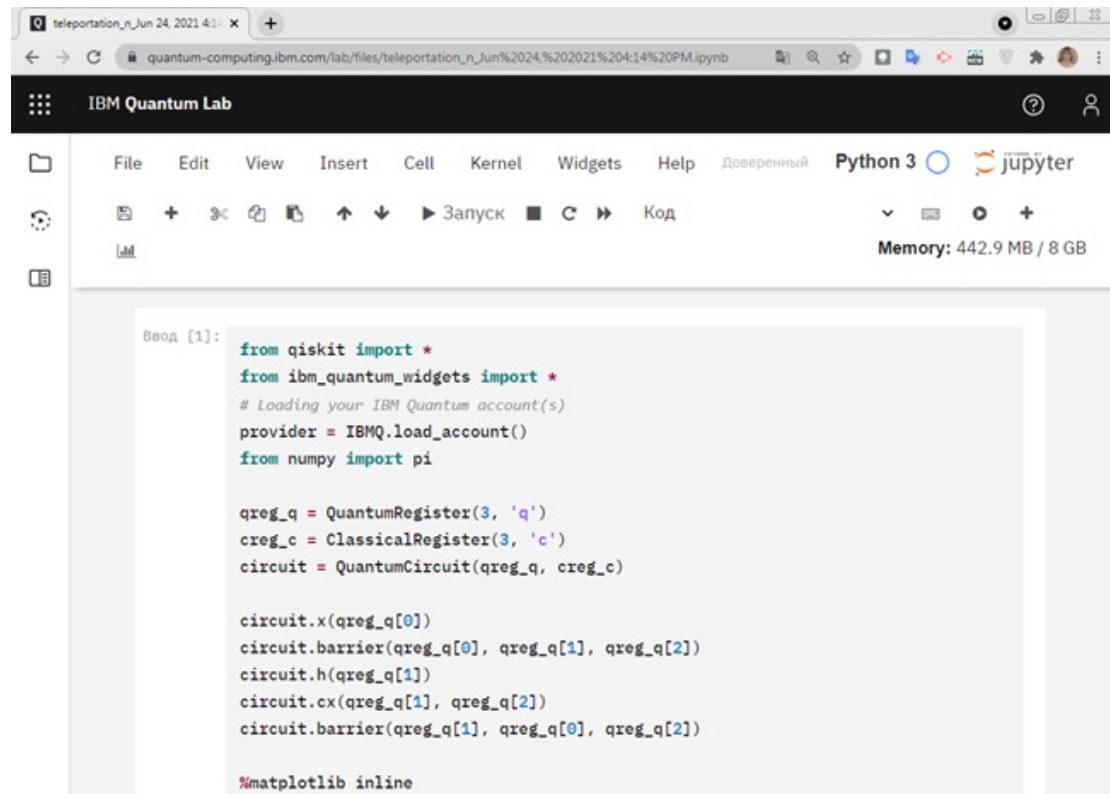 teleportation_n_Jun 24, 2021 4:14
quantum-computing.ibm.com/lab/files/teleportation_n_Jun%2024,%202021%204:14%20PM.ipynb
IBM Quantum Lab
File Edit View Insert Cell Kernel Widgets Help Доверенный Python 3 jupyter
Запуск Код
Memory: 442.9 MB / 8 GB
Ввод [1]:
from qiskit import *
from ibm_quantum_widgets import *
# Loading your IBM Quantum account(s)
provider = IBMQ.load_account()
from numpy import pi
qreg_q = QuantumRegister(3, 'q')
creg_c = ClassicalRegister(3, 'c')
circuit = QuantumCircuit(qreg_q, creg_c)
circuit.x(qreg_q[0])
circuit.barrier(qreg_q[0], qreg_q[1], qreg_q[2])
circuit.h(qreg_q[1])
circuit.cx(qreg_q[1], qreg_q[2])
circuit.barrier(qreg_q[1], qreg_q[0], qreg_q[2])
%matplotlib inline